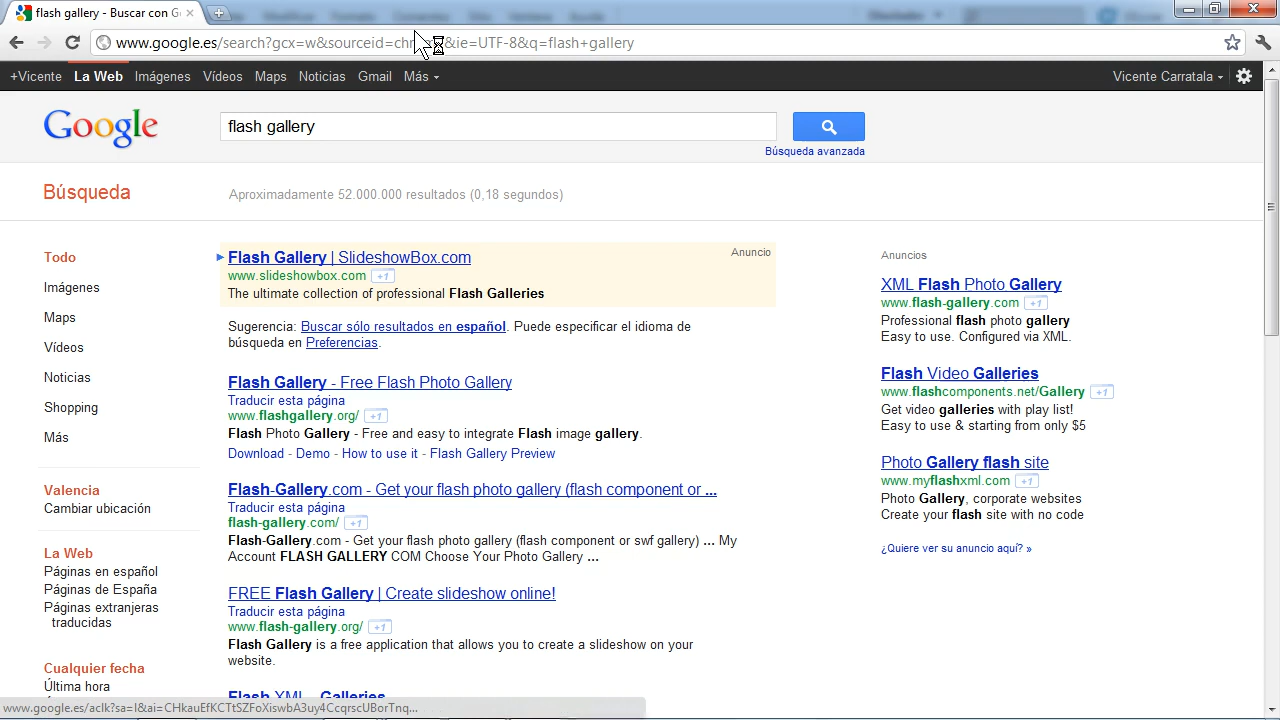 flash gallery - Buscar con G
www.google.es/search?gcx=w&sourceid=chr &ie=UTF-8&q=flash+gallery
+Vicente La Web Imágenes Vídeos Maps Noticias Gmail Más Vicente Carratala
Google flash gallery
Búsqueda avanzada
Búsqueda Aproximadamente 52.000.000 resultados (0,18 segundos)
Todo
Imágenes
Maps
Vídeos
Noticias
Shopping
Más
Valencia
Cambiar ubicación
La Web
Páginas en español
Páginas de España
Páginas extranjeras
traducidas
Cualquier fecha
Última hora
Flash Gallery | SlideshowBox.com Anuncio
www.slideshowbox.com +1
The ultimate collection of professional Flash Galleries
Sugerencia: Buscar sólo resultados en español. Puede especificar el idioma de
búsqueda en Preferencias.
Flash Gallery - Free Flash Photo Gallery
Traducir esta página
www.flashgallery.org/ +1
Flash Photo Gallery - Free and easy to integrate Flash image gallery.
Download - Demo - How to use it - Flash Gallery Preview
Flash-Gallery.com - Get your flash photo gallery (flash component or ...
Traducir esta página
flash-gallery.com/ +1
Flash-Gallery.com - Get your flash photo gallery (flash component or swf gallery) ... My
Account FLASH GALLERY COM Choose Your Photo Gallery ...
FREE Flash Gallery | Create slideshow online!
Traducir esta página
www.flash-gallery.org/ +1
Flash Gallery is a free application that allows you to create a slideshow on your
website.
Flash XML Galleries
Anuncios
XML Flash Photo Gallery
www.flash-gallery.com +1
Professional flash photo gallery
Easy to use. Configured via XML.
Flash Video Galleries
www.flashcomponents.net/Gallery +1
Get video galleries with play list!
Easy to use & starting from only $5
Photo Gallery flash site
www.myflashxml.com +1
Photo Gallery, corporate websites
Create your flash site with no code
¿Quiere ver su anuncio aquí? »
www.google.es/aclk?sa=l&ai=CHkauEfKCTtSZFoXiswbA3uy4CcqrscUBorTnq...